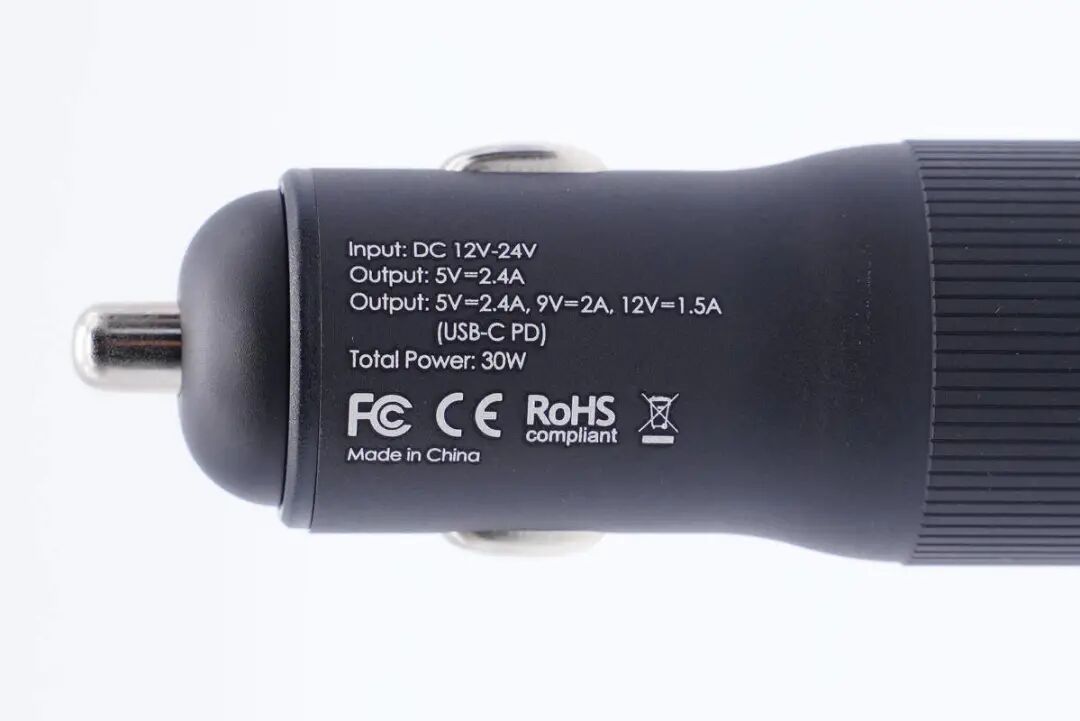 Input: DC 12V-24V
Output: 5V=2.4A
Output: 5V=2.4A, 9V=2A, 12V=1.5A
(USB-C PD)
Total Power: 30W
FC CE RoHS
compliant
Made in China